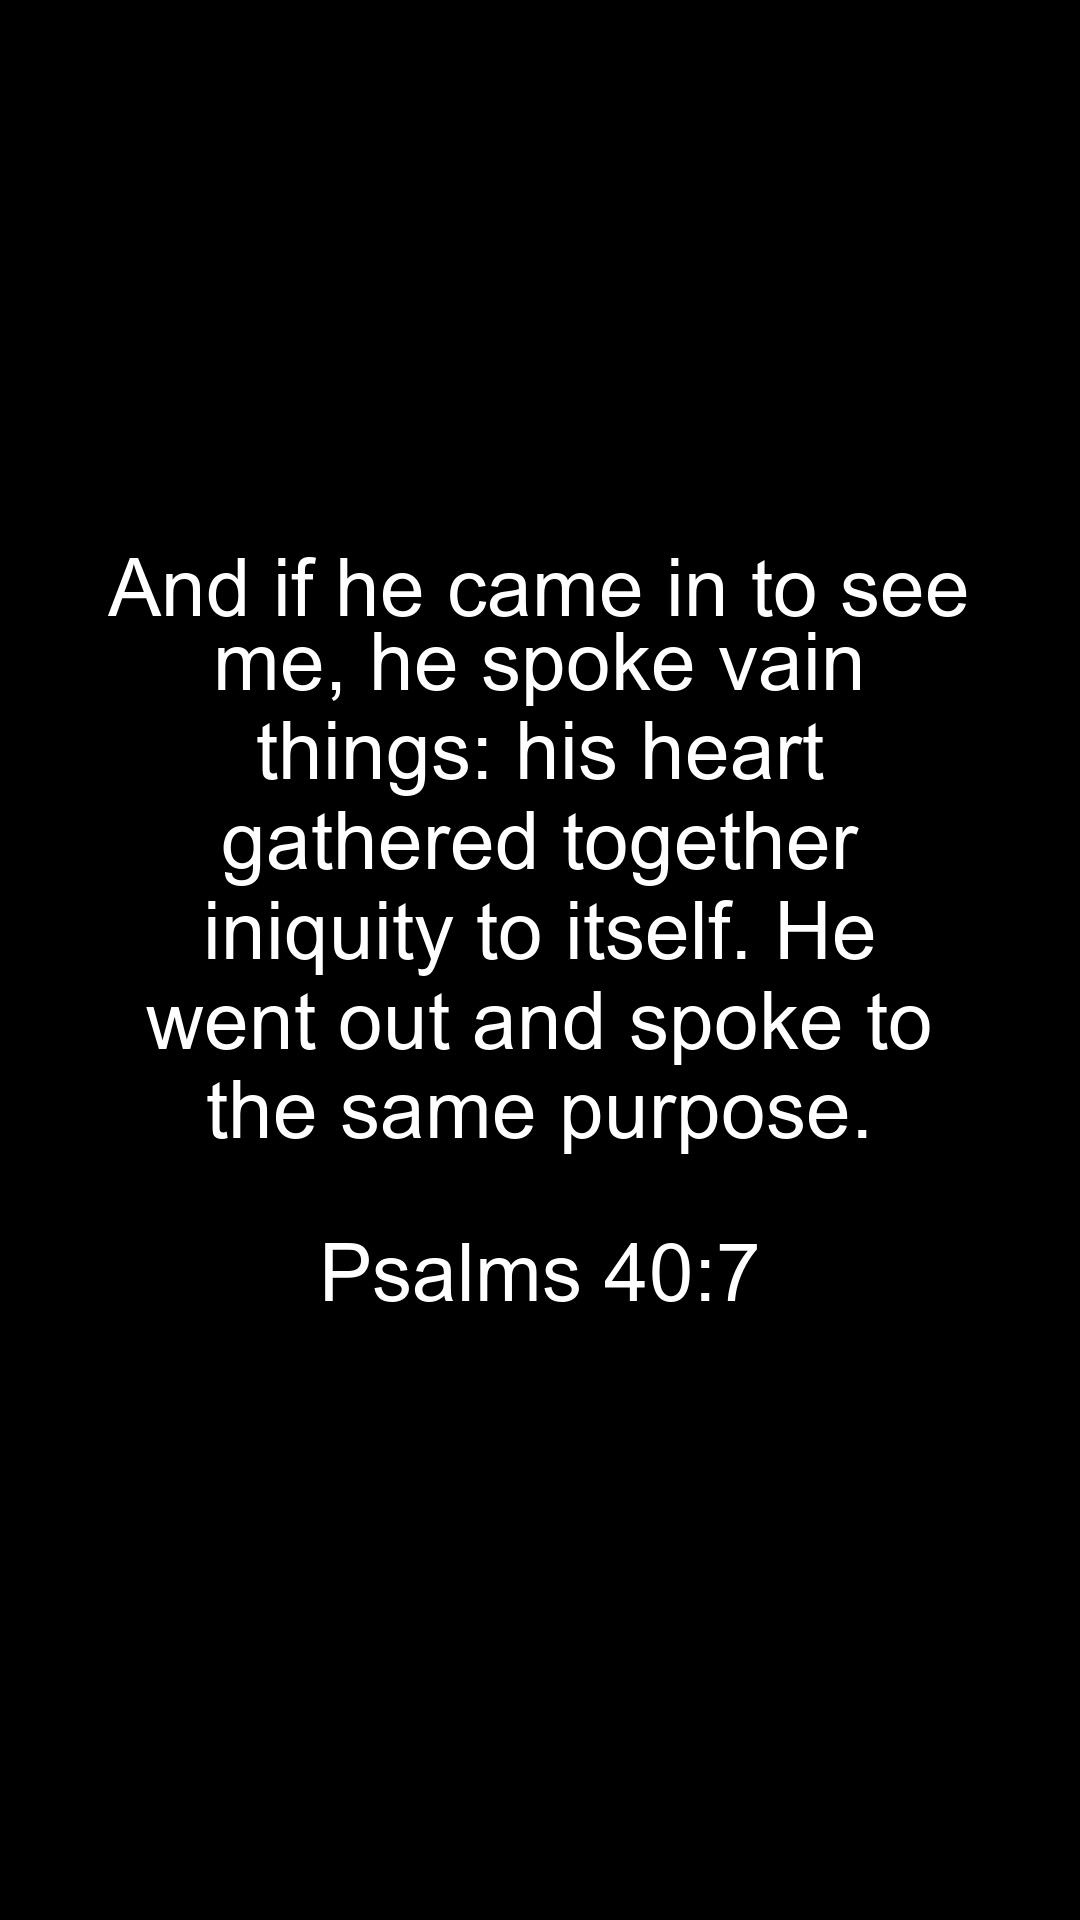 And if he came in to see
me, he spoke vain
things: his heart
gathered together
iniquity to itself. He
went out and spoke to
the same purpose.
Psalms 40:7